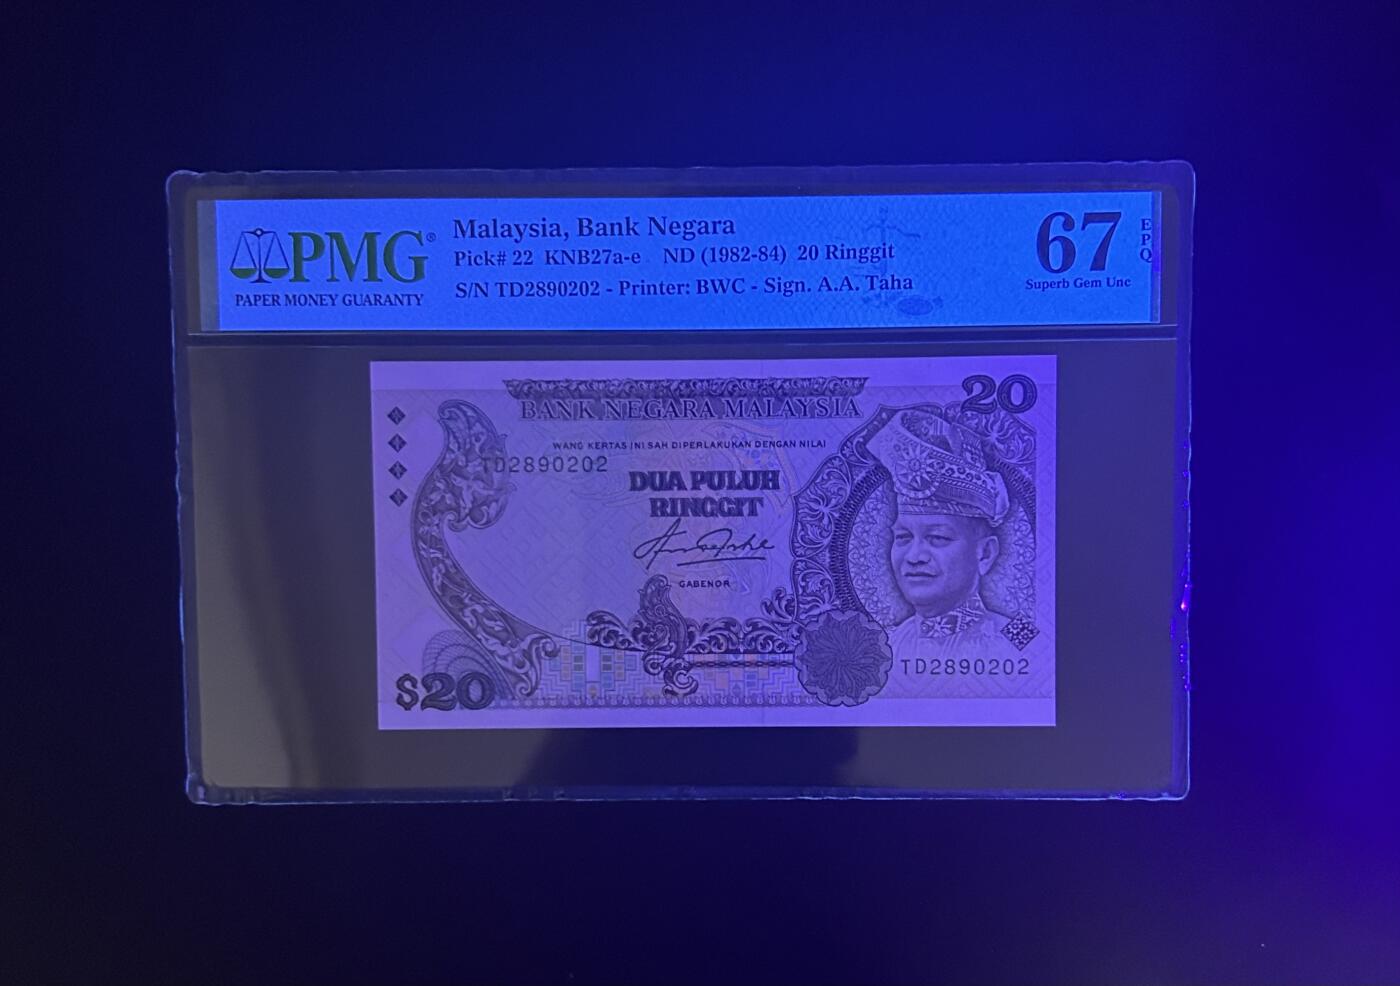 PMG®
PAPER MONEY GUARANTY
Malaysia, Bank Negara
Pick# 22 KNB27a-e ND (1982-84) 20 Ringgit
S/N TD2890202 - Printer: BWC - Sign. A.A. Taha
67
EPQ
Superb Gem Unc
20
BANK NEGARA MALAYSIA
WANG KERTAS INI SAH DIPERLAKUKAN DENGAN NILAI
TD2890202
DUA PULUH
RINGGIT
GABENOR
TD2890202
$20